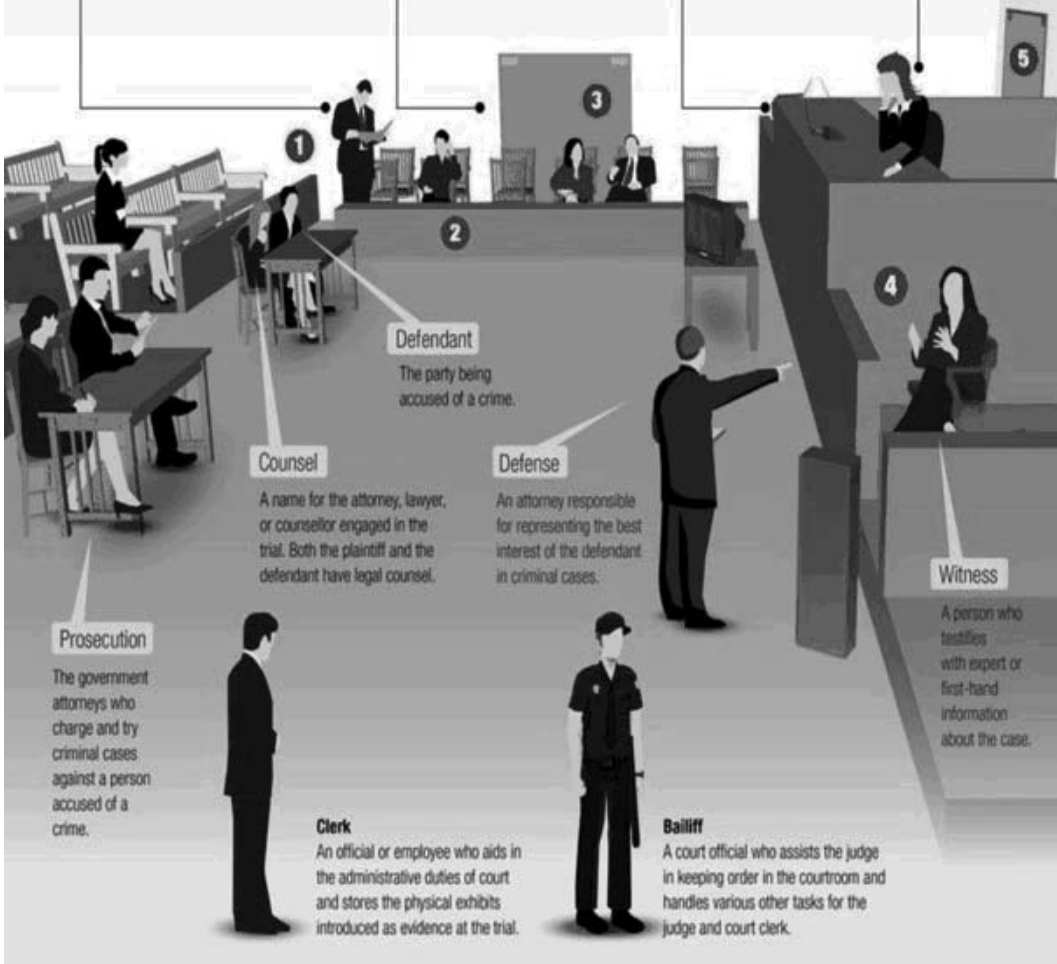 5
3
1
2
4
Defendant
The party being
accused of a crime.
Counsel
A name for the attorney, lawyer,
or counsellor engaged in the
trial. Both the plaintiff and the
defendant have legal counsel.
Defense
An attorney responsible
for representing the best
interest of the defendant
in criminal cases.
Witness
A person who
testifies
with expert or
first-hand
information
about the case.
Prosecution
The government
attorneys who
charge and try
criminal cases
against a person
accused of a
crime.
Clerk
An official or employee who aids in
the administrative duties of court
and stores the physical exhibits
introduced as evidence at the trial.
Bailiff
A court official who assists the judge
in keeping order in the courtroom and
handles various other tasks for the
judge and court clerk.